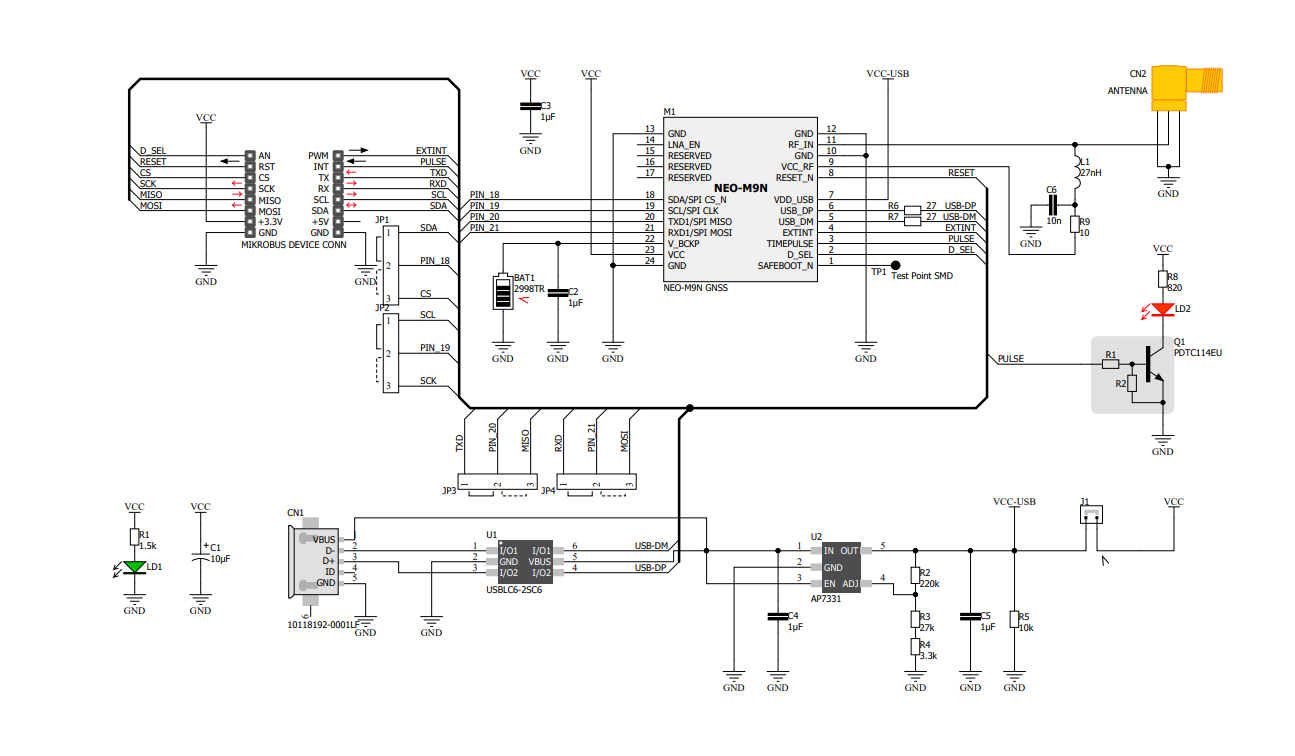 CN2
ANTENNA
VCC
C3
1µF
GND
VCC
VCC-USB
VCC
D_SEL
RESET
CS
SCK
MISO
MOSI
AN
RST
CS
SCK
MISO
MOSI
+3.3V
GND
PWM
INT
TX
RX
SCL
SDA
+5V
GND
EXTINT
PULSE
TXD
RXD
SCL
SDA
MIKROBUS DEVICE CONN
GND
GND
M1
13 GND
14 LNA_EN
15 RESERVED
16 RESERVED
17 RESERVED
NEO-M9N
18 SDA/SPI CS_N
19 SCL/SPI CLK
20 TXD1/SPI MISO
21 RXD1/SPI MOSI
22 V_BCKP
23 VCC
24 GND
GND 12
RF_IN 11
GND 10
VCC_RF 9
RESET_N 8
VDD_USB 7
USB_DP 6
USB_DM 5
EXTINT 4
TIMEPULSE 3
D_SEL 2
SAFEBOOT_N 1
NEO-M9N GNSS
PIN_18
PIN_19
PIN_20
PIN_21
RESET
R6 27 USB-DP
R7 27 USB-DM
EXTINT
PULSE
D_SEL
TP1 Test Point SMD
L1
27nH
C6
10n
R9
10
GND
GND
JP1
1 SDA
2 PIN_18
3 CS
JP2
1 SCL
2 PIN_19
3 SCK
BAT1
2998TR
C2
1µF
GND
GND
GND
GND
VCC
R8
820
LD2
Q1
PDTC114EU
R1
R2
PULSE
GND
TXD
PIN_20
MISO
RXD
PIN_21
MOSI
JP3
1 2 3
JP4
1 2 3
VCC
R1
1.5k
LD1
GND
VCC
+
C1
10µF
GND
CN1
VBUS 1
D- 2
D+ 3
ID 4
GND 5
6
10118192-0001LF
GND
U1
1 I/O1 I/O1 6
2 GND VBUS 5
3 I/O2 I/O2 4
USBLC6-2SC6
USB-DM
USB-DP
GND
U2
1 IN OUT 5
2 GND
3 EN ADJ 4
AP7331
C4
1µF
GND
GND
R2
220k
R3
27k
R4
3.3k
GND
C5
1µF
GND
VCC-USB
R5
10k
GND
J1
VCC